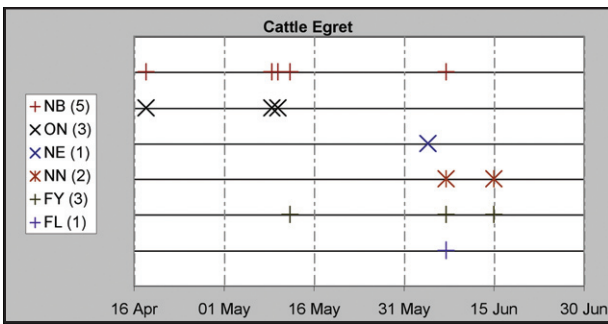 Cattle Egret
NB (5)
ON (3)
NE (1)
NN (2)
FY (3)
FL (1)
16 Apr 01 May 16 May 31 May 15 Jun 30 Jun